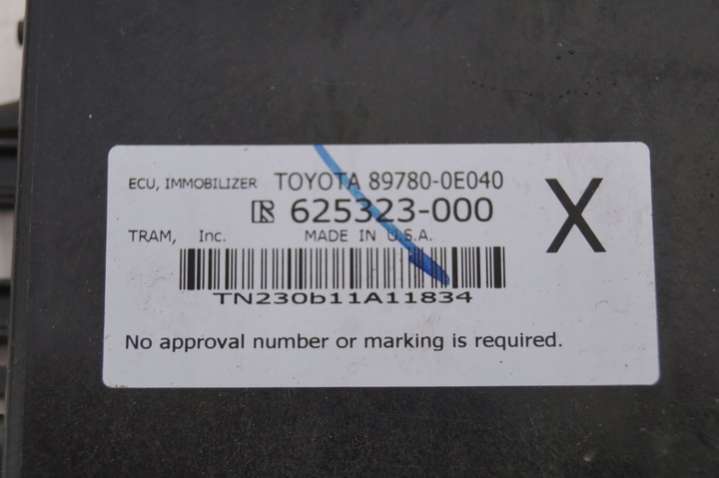 ECU, IMMOBILIZER TOYOTA 89780-0E040
625323-000
X
TRAM, Inc. MADE IN U.S.A.
TN230b11A11834
No approval number or marking is required.